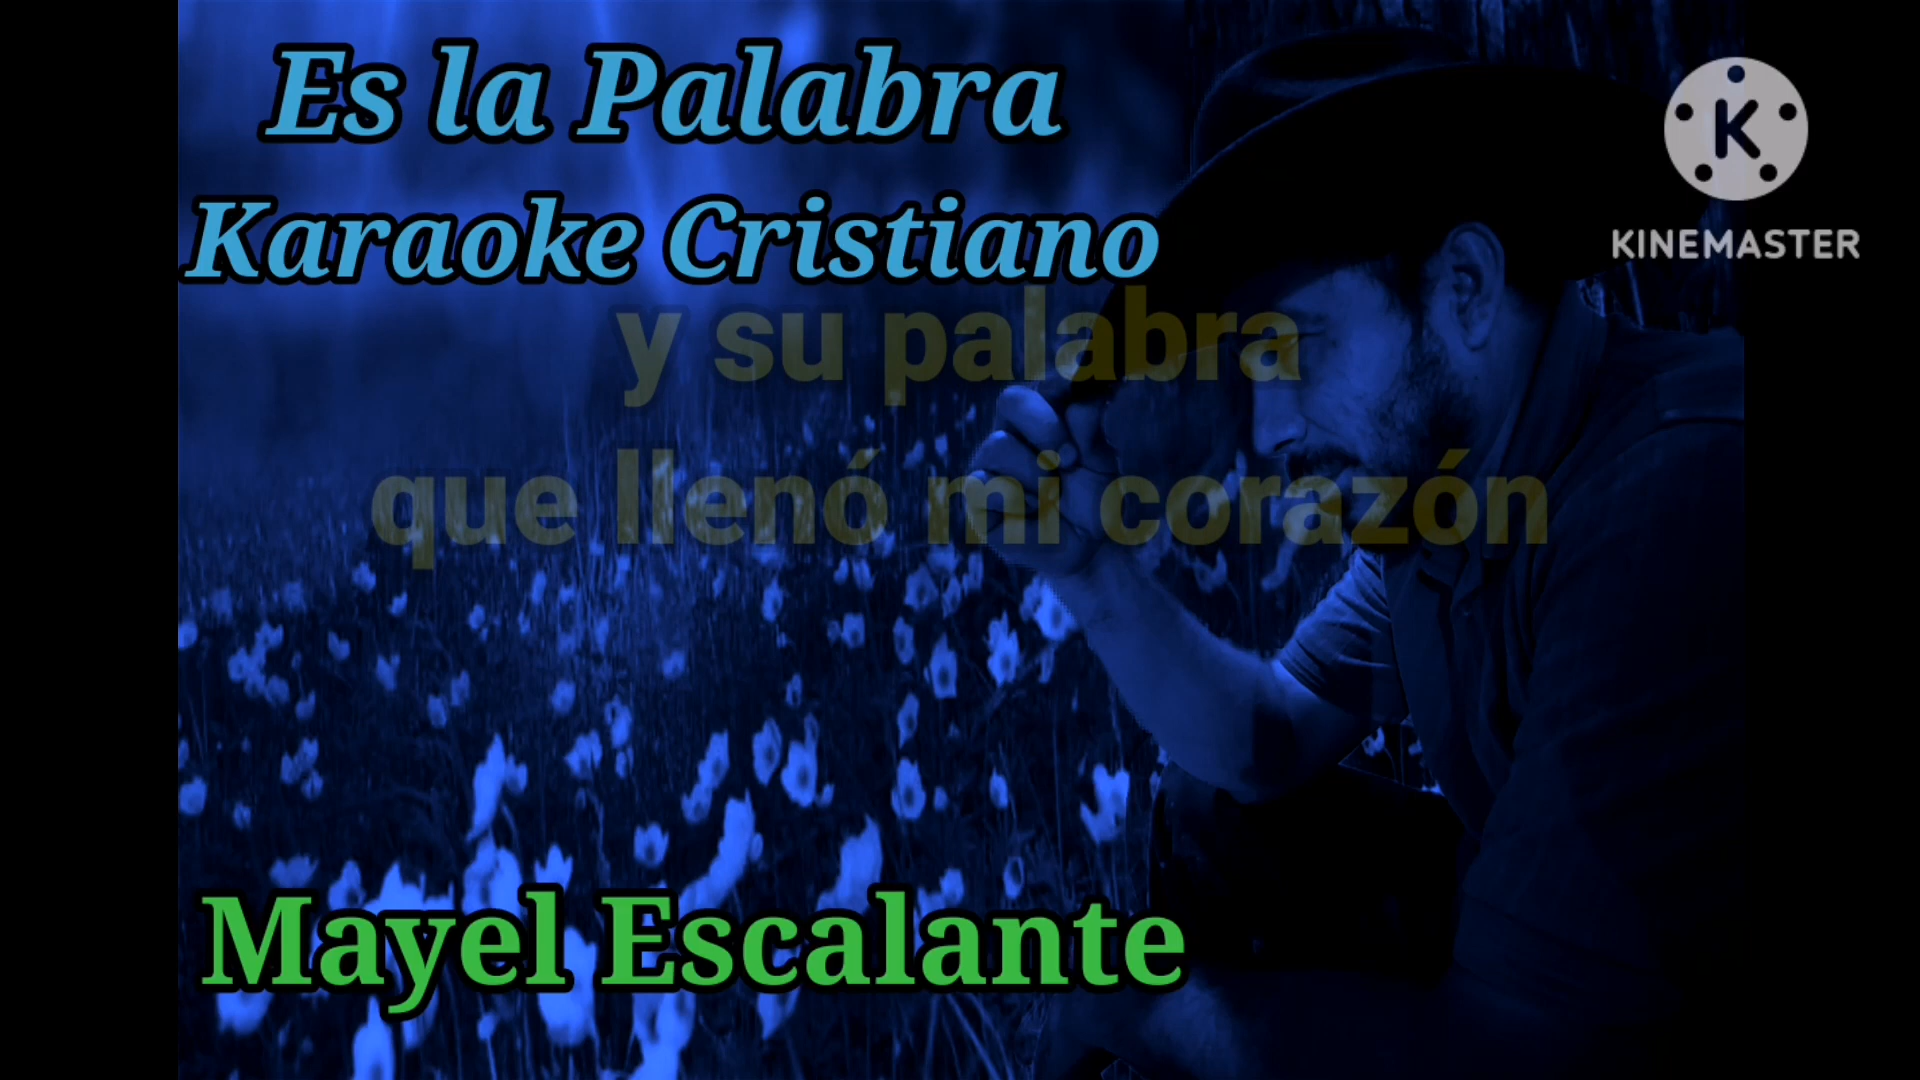 Es la Palabra
Karaoke Cristiano
y su palabra
que llenó mi corazón
Mayel Escalante
K
KINEMASTER